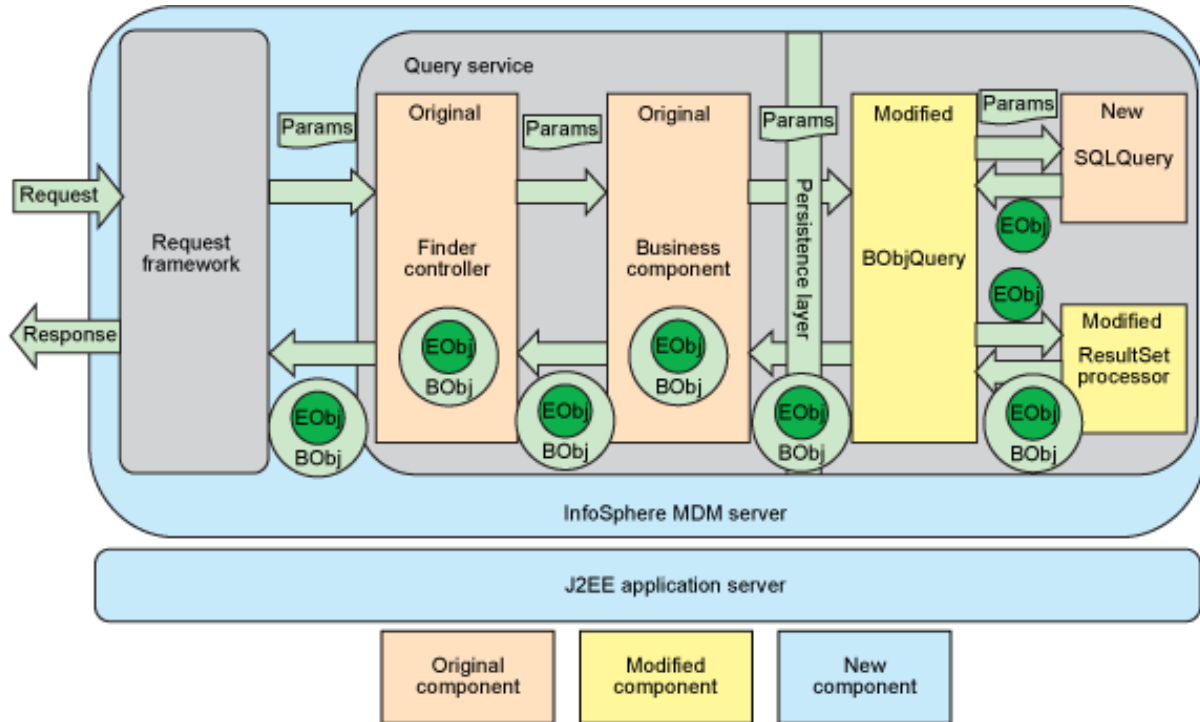 Query service
Params
Original
Params
Original
Params
Modified
Params
New
SQLQuery
Request
Request
framework
Finder
controller
Business
component
Persistence layer
BObjQuery
EObj
EObj
Response
EObj
BObj
EObj
BObj
Modified
ResultSet
processor
EObj
BObj
EObj
BObj
EObj
BObj
EObj
BObj
InfoSphere MDM server
J2EE application server
Original
component
Modified
component
New
component